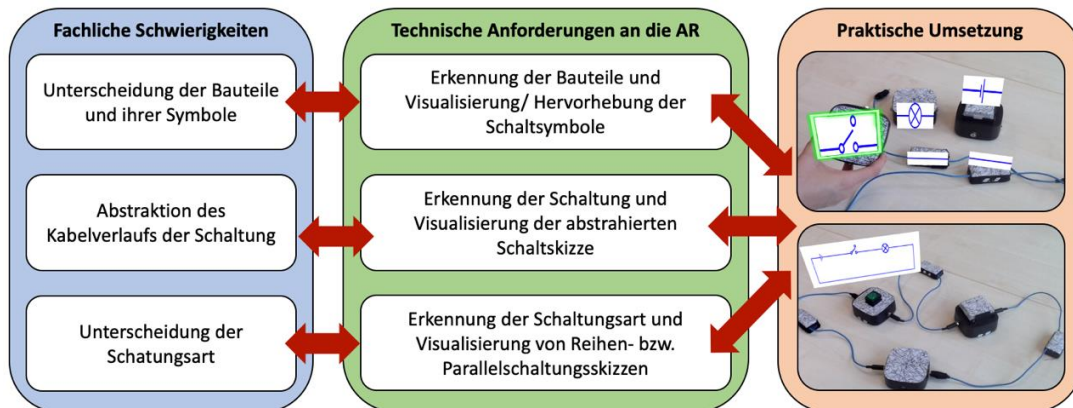 Fachliche Schwierigkeiten
Unterscheidung der Bauteile
und ihrer Symbole
Abstraktion des
Kabelverlaufs der Schaltung
Unterscheidung der
Schatungsart
Technische Anforderungen an die AR
Erkennung der Bauteile und
Visualisierung/ Hervorhebung der
Schaltsymbole
Erkennung der Schaltung und
Visualisierung der abstrahierten
Schaltskizze
Erkennung der Schaltungsart und
Visualisierung von Reihen- bzw.
Parallelschaltungsskizzen
Praktische Umsetzung